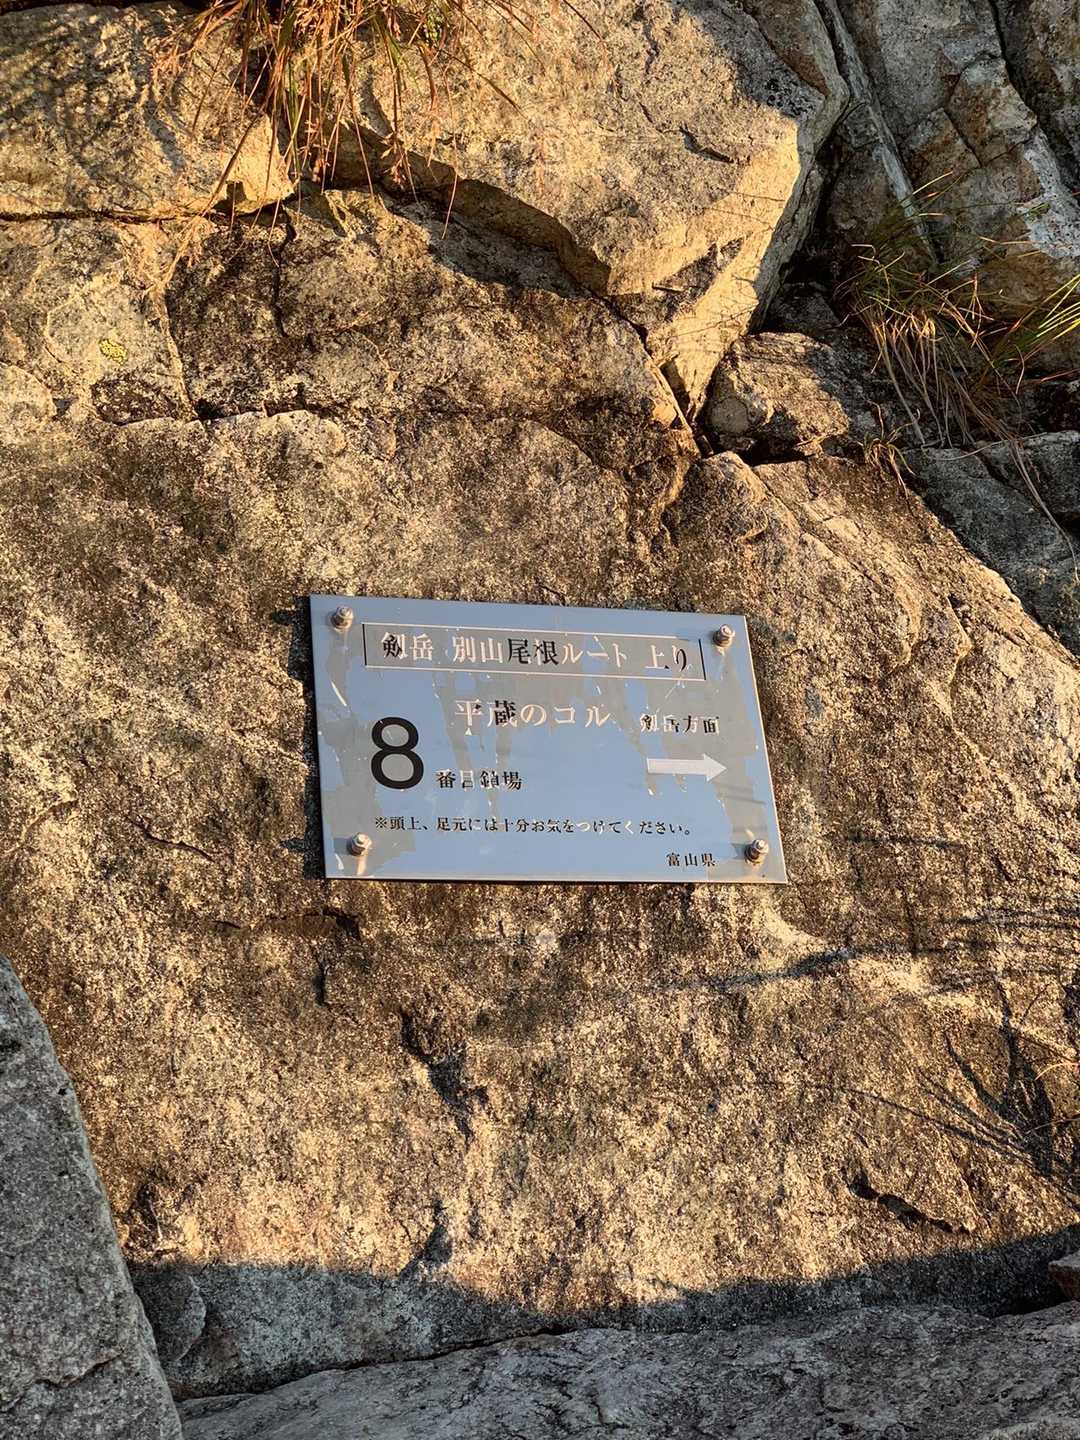 剱岳 別山尾根ルート 上り
平蔵のコル 剱岳方面
8番目鎖場
※頭上、足元には十分お気をつけてください。
富山県